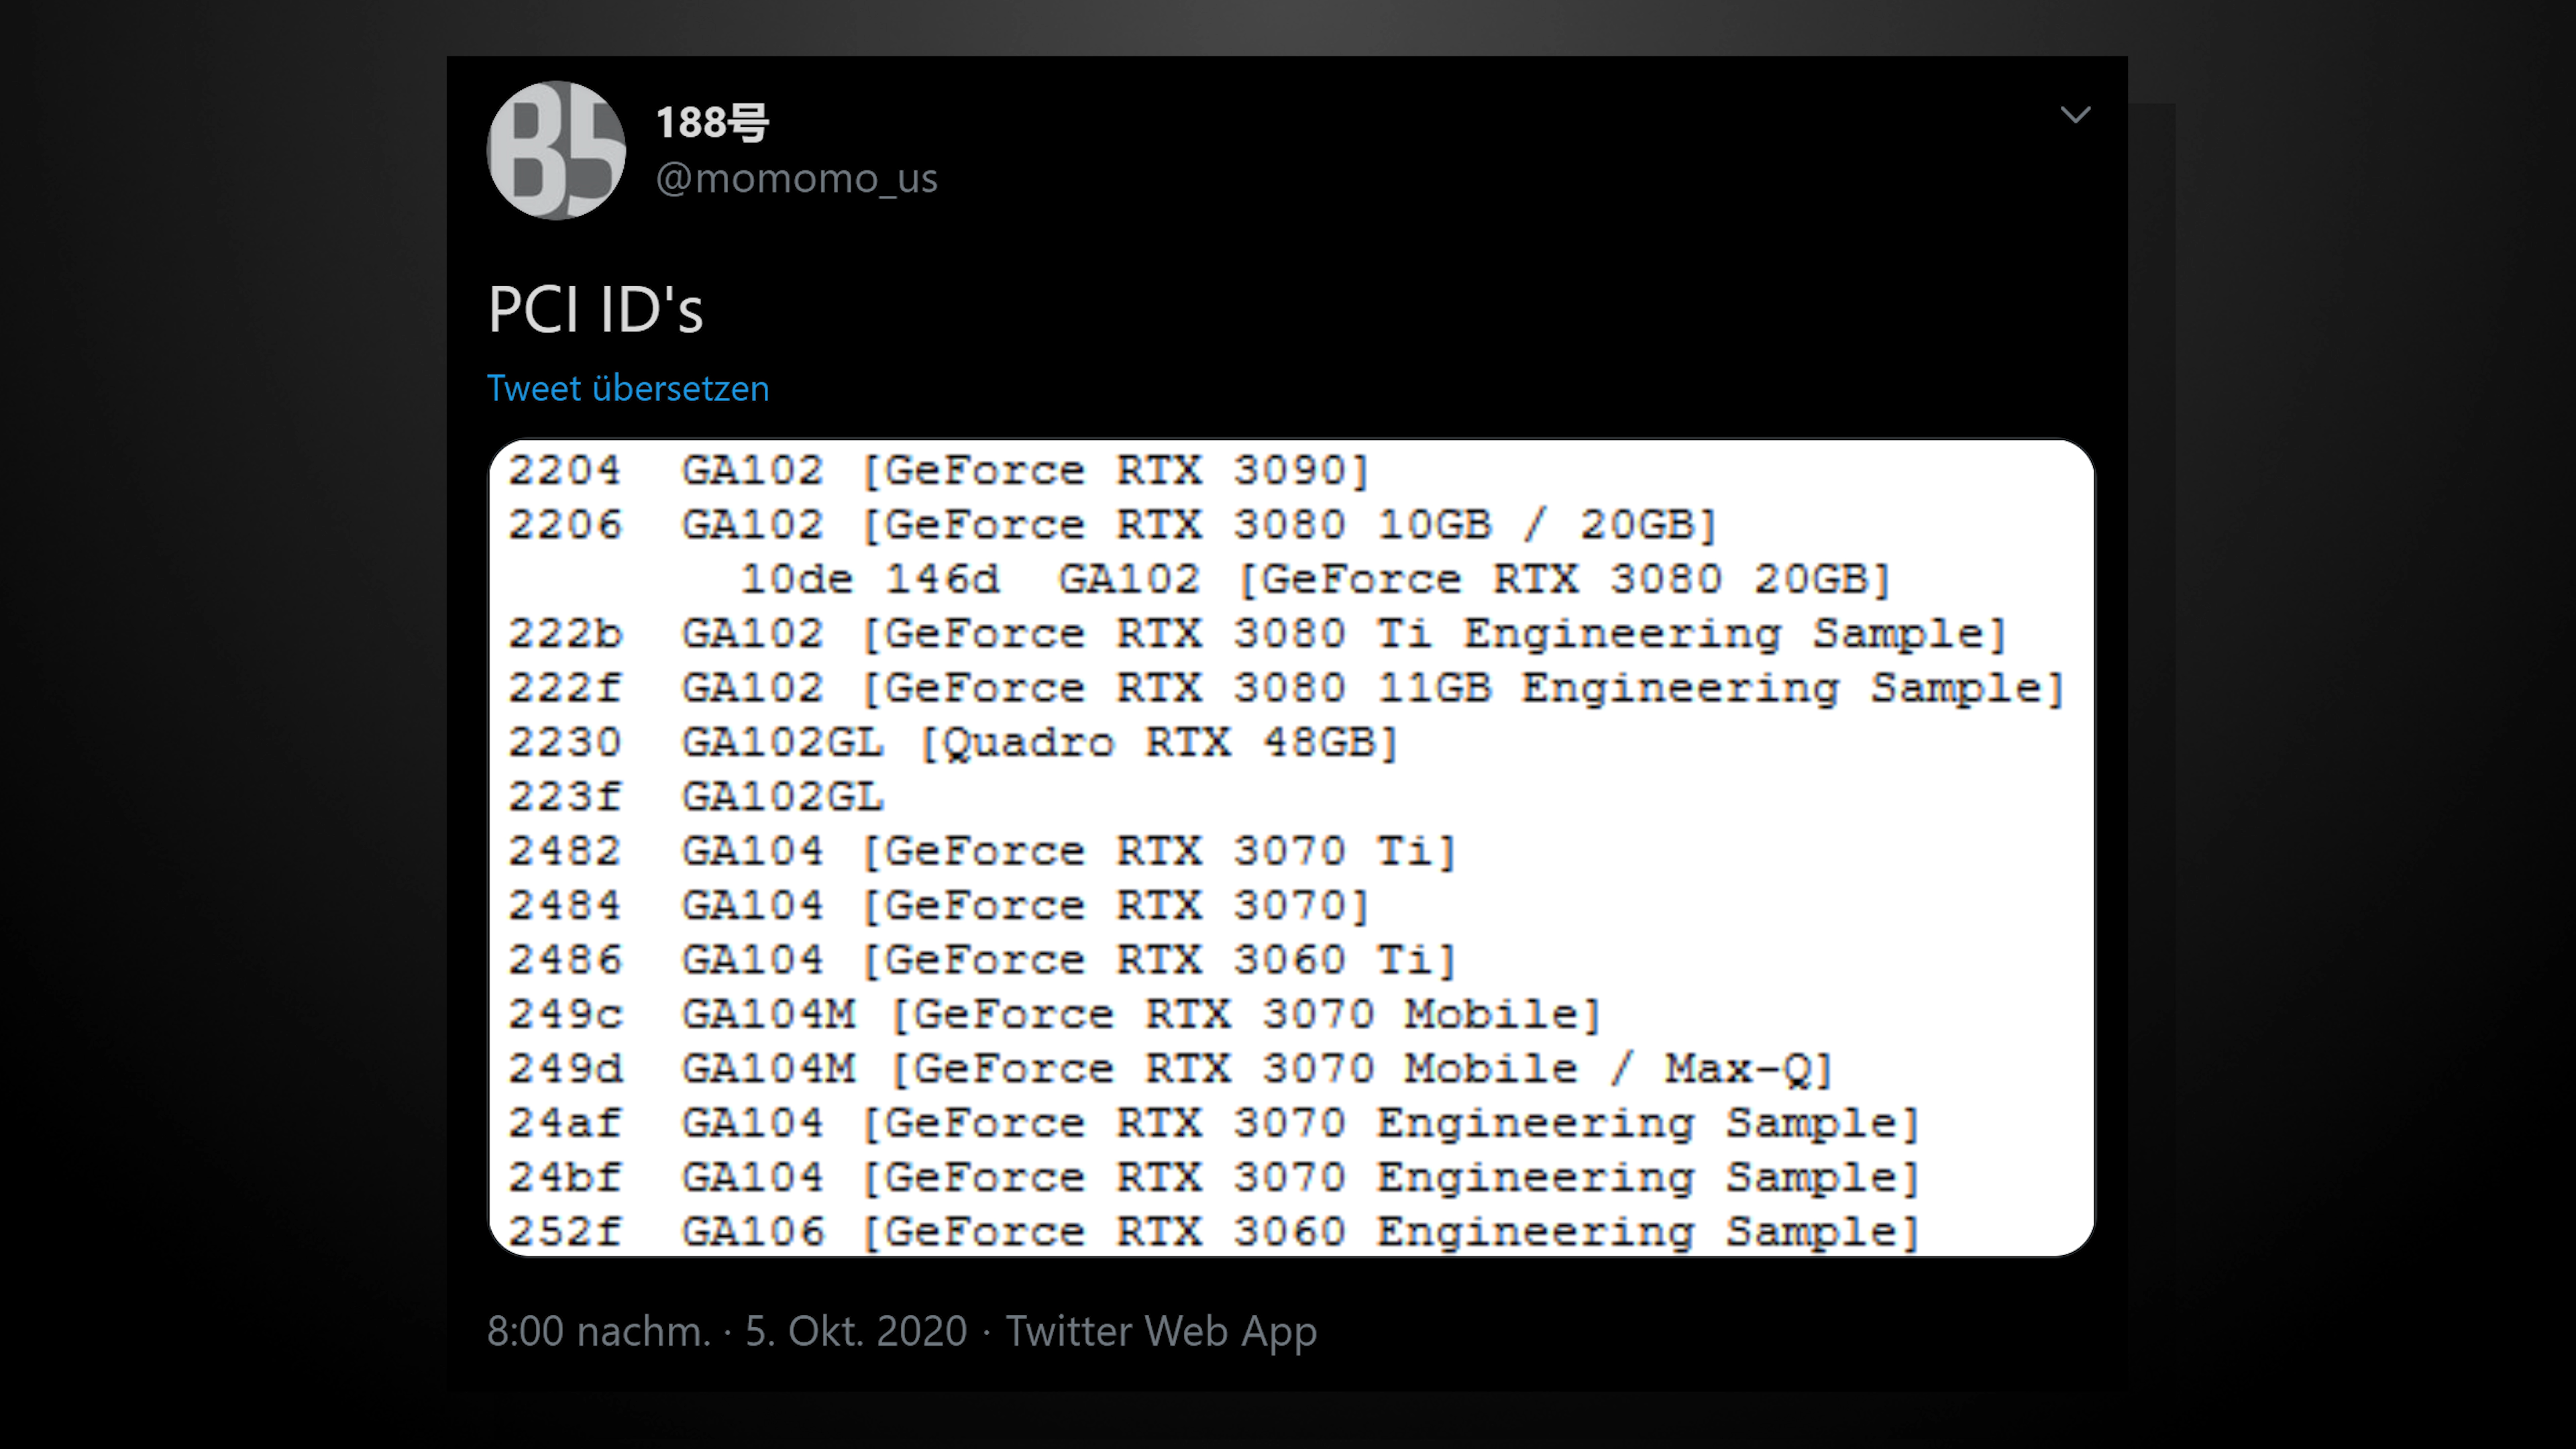 B5
188号
@momomo_us
PCI ID's
Tweet übersetzen
2204 GA102 [GeForce RTX 3090]
2206 GA102 [GeForce RTX 3080 10GB / 20GB]
10de 146d GA102 [GeForce RTX 3080 20GB]
222b GA102 [GeForce RTX 3080 Ti Engineering Sample]
222f GA102 [GeForce RTX 3080 11GB Engineering Sample]
2230 GA102GL [Quadro RTX 48GB]
223f GA102GL
2482 GA104 [GeForce RTX 3070 Ti]
2484 GA104 [GeForce RTX 3070]
2486 GA104 [GeForce RTX 3060 Ti]
249c GA104M [GeForce RTX 3070 Mobile]
249d GA104M [GeForce RTX 3070 Mobile / Max-Q]
24af GA104 [GeForce RTX 3070 Engineering Sample]
24bf GA104 [GeForce RTX 3070 Engineering Sample]
252f GA106 [GeForce RTX 3060 Engineering Sample]
8:00 nachm. · 5. Okt. 2020 · Twitter Web App